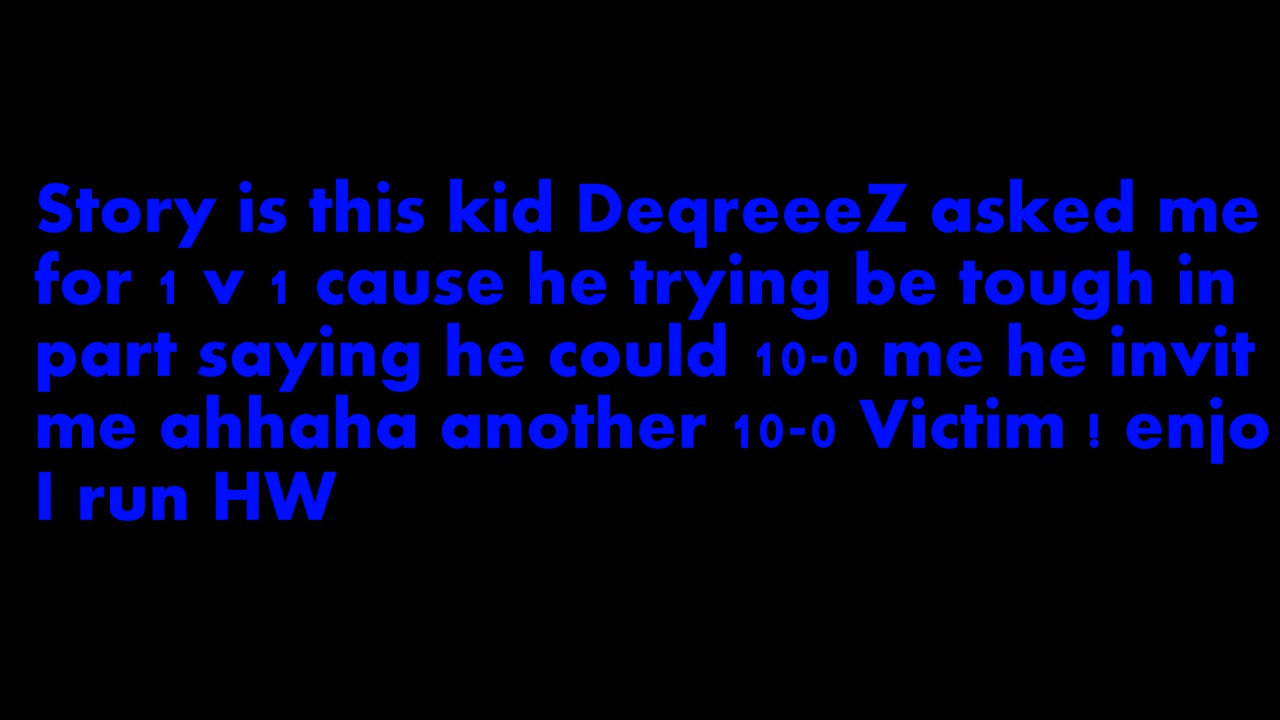 Story is this kid DeqreeeZ asked me
for 1 v 1 cause he trying be tough in
part saying he could 10-0 me he invit
me ahhaha another 10-0 Victim ! enjo
I run HW